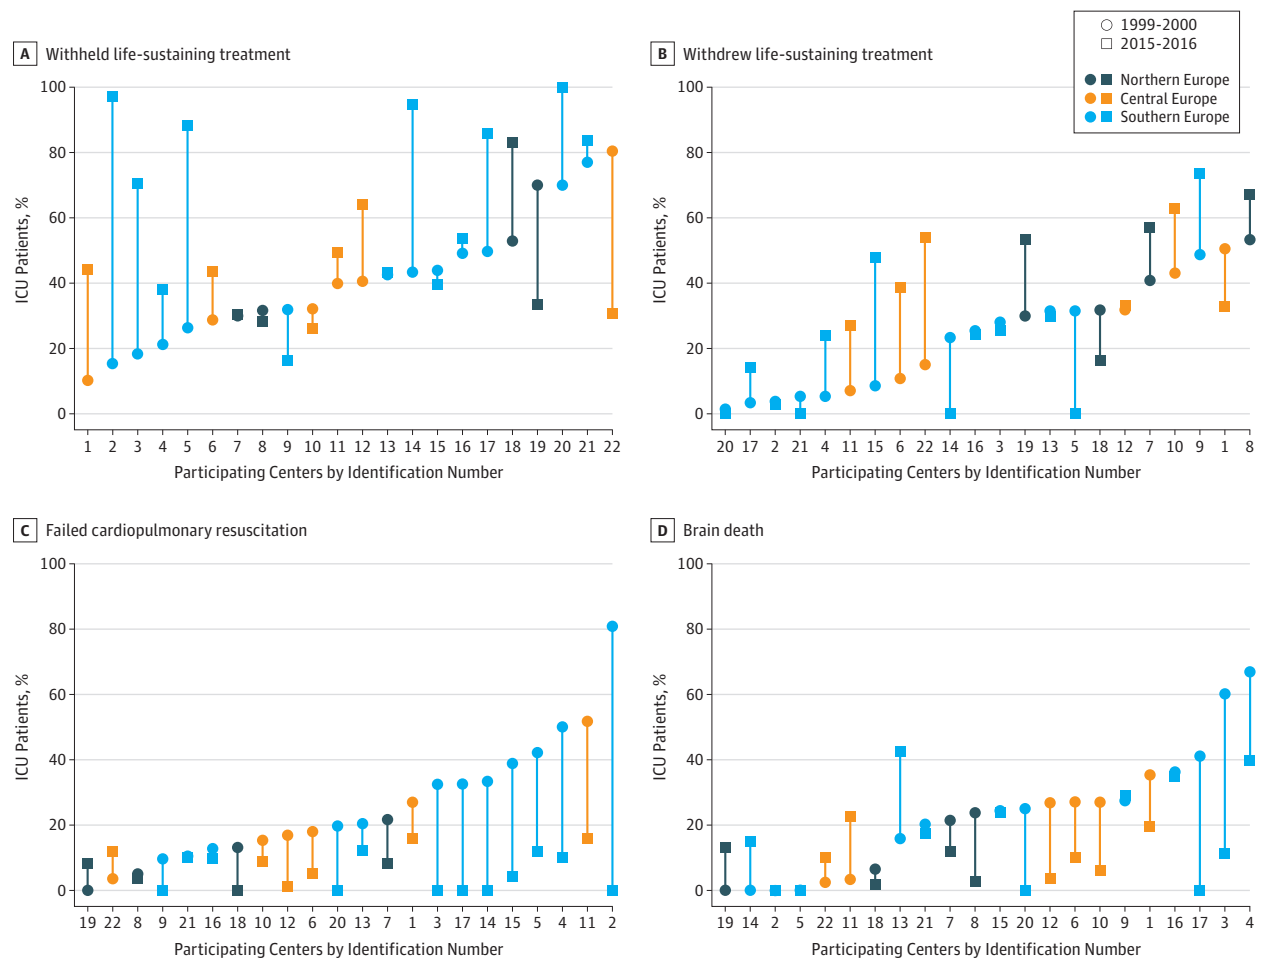 1999-2000
2015-2016
Northern Europe
Central Europe
Southern Europe
A Withheld life-sustaining treatment
ICU Patients, %
100
80
60
40
20
0
1 2 3 4 5 6 7 8 9 10 11 12 13 14 15 16 17 18 19 20 21 22
Participating Centers by Identification Number
B Withdrew life-sustaining treatment
ICU Patients, %
100
80
60
40
20
0
20 17 2 21 4 11 15 6 22 14 16 3 19 13 5 18 12 7 10 9 1 8
Participating Centers by Identification Number
C Failed cardiopulmonary resuscitation
ICU Patients, %
100
80
60
40
20
0
19 22 8 9 21 16 18 10 12 6 20 13 7 1 3 17 14 15 5 4 11 2
Participating Centers by Identification Number
D Brain death
ICU Patients, %
100
80
60
40
20
0
19 14 2 5 22 11 18 13 21 7 8 15 20 12 6 10 9 1 16 17 3 4
Participating Centers by Identification Number